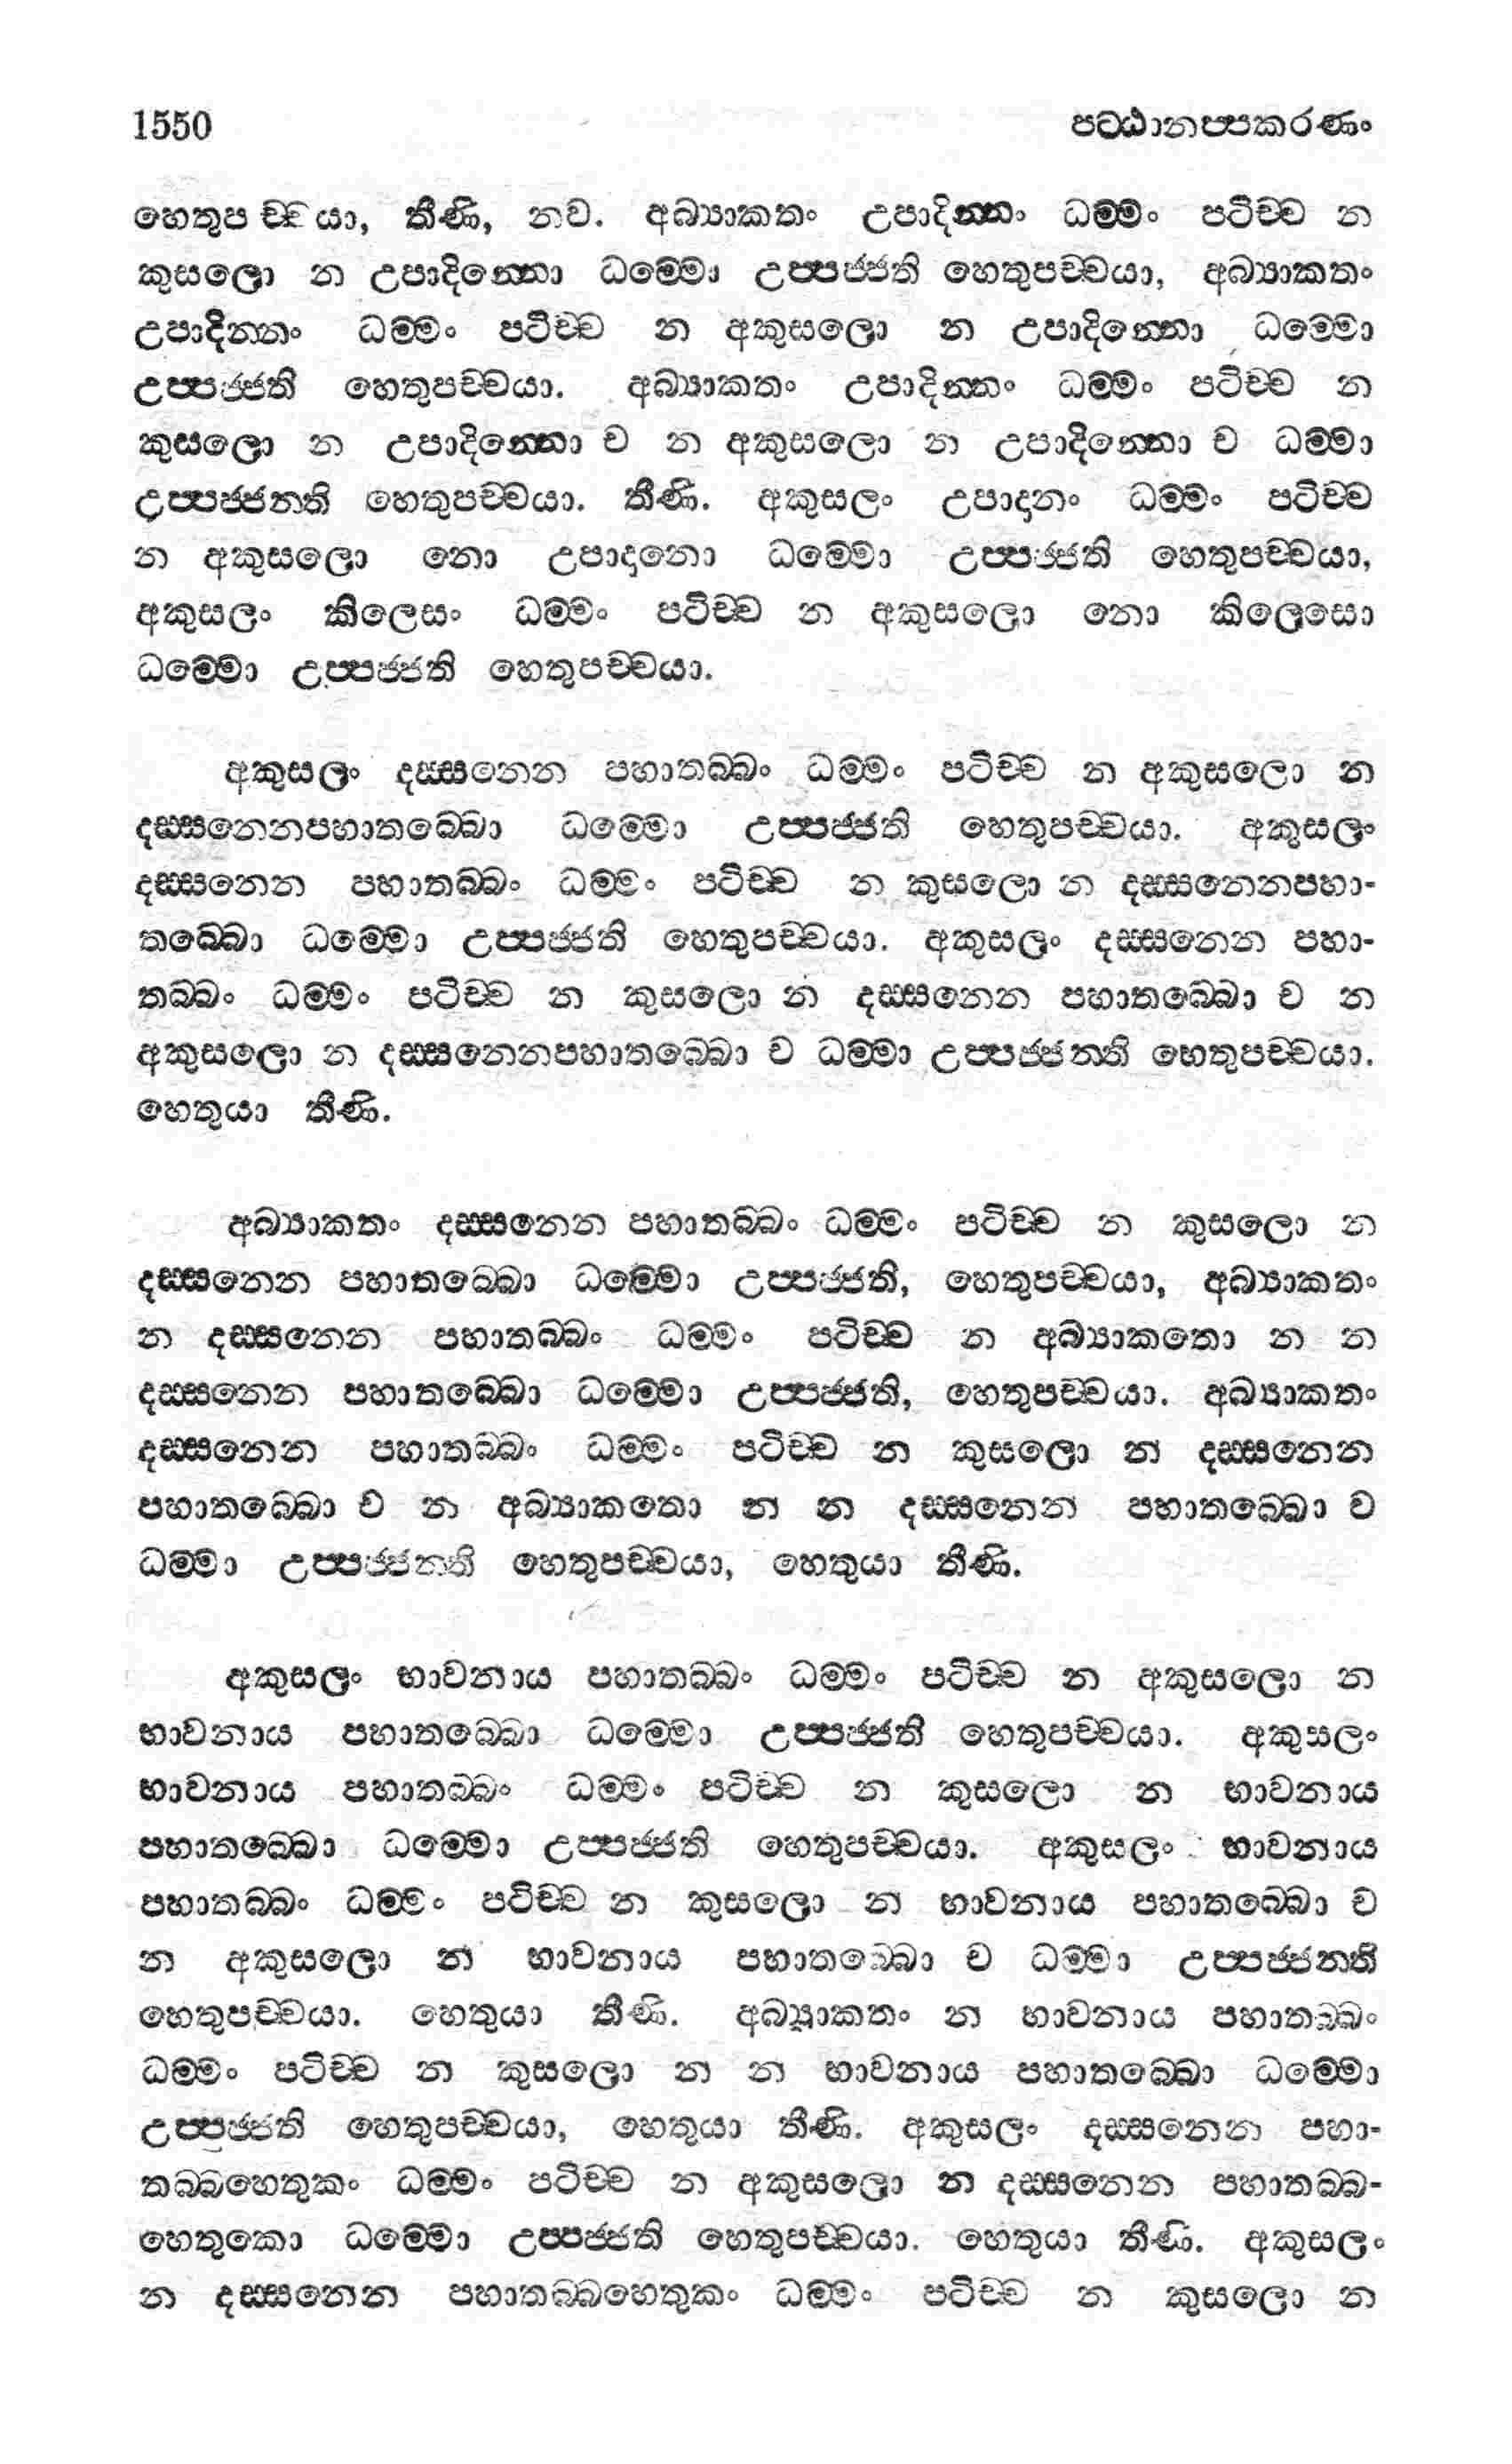 1550 පට්ඨානප්පකරණං
හෙතුප ච්ච යා, තීණි, නව. අබ්‍යාකතං උපාදින්නං ධම්මං පටිච්ච න
කුසලො න උපාදින්නො ධම්මො උප්පජ්ජති හෙතුපච්චයා, අබ්‍යාකතං
උපාදින්නං ධම්මං පටිච්ච න අකුසලො න උපාදින්නො ධම්මො
උප්පජ්ජති හෙතුපච්චයා. අබ්‍යාකතං උපාදින්නං ධම්මං පටිච්ච න
කුසලො න උපාදින්නො ච න අකුසලො න උපාදින්නො ච ධම්මා
උප්පජ්ජන්ති හෙතුපච්චයා. තීණි. අකුසලං උපාදානං ධම්මං පටිච්ච
න අකුසලො නො උපාදානො ධම්මො උප්පජ්ජති හෙතුපච්චයා,
අකුසලං කිලෙසං ධම්මං පටිච්ච න අකුසලො නො කිලෙසො
ධම්මො උප්පජ්ජති හෙතුපච්චයා.
අකුසලං දස්සනෙන පහාතබ්බං ධම්මං පටිච්ච න අකුසලො න
දස්සනෙනපහාතබ්බො ධම්මො උප්පජ්ජති හෙතුපච්චයා. අකුසලං
දස්සනෙන පහාතබ්බං ධම්මං පටිච්ච න කුසලො න දස්සනෙනපහා-
තබ්බො ධම්මො උප්පජ්ජති හෙතුපච්චයා. අකුසලං දස්සනෙන පහා-
තබ්බං ධම්මං පටිච්ච න කුසලො න දස්සනෙන පහාතබ්බො ච න
අකුසලො න දස්සනෙනපහාතබ්බො ච ධම්මා උප්පජ්ජන්ති හෙතුපච්චයා.
හෙතුයා තීණි.
අබ්‍යාකතං දස්සනෙන පහාතබ්බං ධම්මං පටිච්ච න කුසලො න
දස්සනෙන පහාතබ්බො ධම්මො උප්පජ්ජති, හෙතුපච්චයා, අබ්‍යාකතං
න දස්සනෙන පහාතබ්බං ධම්මං පටිච්ච න අබ්‍යාකතො න න
දස්සනෙන පහාතබ්බො ධම්මො උප්පජ්ජති, හෙතුපච්චයා. අබ්‍යාකතං
දස්සනෙන පහාතබ්බං ධම්මං පටිච්ච න කුසලො න දස්සනෙන
පහාතබ්බො ච න අබ්‍යාකතො න න දස්සනෙන පහාතබ්බො ච
ධම්මා උප්පජ්ජන්ති හෙතුපච්චයා, හෙතුයා තීණි.
අකුසලං භාවනාය පහාතබ්බං ධම්මං පටිච්ච න අකුසලො න
භාවනාය පහාතබ්බො ධම්මො උප්පජ්ජති හෙතුපච්චයා. අකුසලං
භාවනාය පහාතබ්බං ධම්මං පටිච්ච න කුසලො න භාවනාය
පහාතබ්බො ධම්මො උප්පජ්ජති හෙතුපච්චයා. අකුසලං භාවනාය
පහාතබ්බං ධම්මං පටිච්ච න කුසලො න භාවනාය පහාතබ්බො ච
න අකුසලො න භාවනාය පහාතබ්බො ච ධම්මා උප්පජ්ජන්ති
හෙතුපච්චයා. හෙතුයා තීණි. අබ්‍යාකතං න භාවනාය පහාතබ්බං
ධම්මං පටිච්ච න කුසලො න න භාවනාය පහාතබ්බො ධම්මො
උප්පජ්ජති හෙතුපච්චයා, හෙතුයා තීණි. අකුසලං දස්සනෙන පහා-
තබ්බහෙතුකං ධම්මං පටිච්ච න අකුසලො න දස්සනෙන පහාතබ්බ-
හෙතුකො ධම්මො උප්පජ්ජති හෙතුපච්චයා. හෙතුයා තීණි. අකුසලං
න දස්සනෙන පහාතබ්බහෙතුකං ධම්මං පටිච්ච න කුසලො න